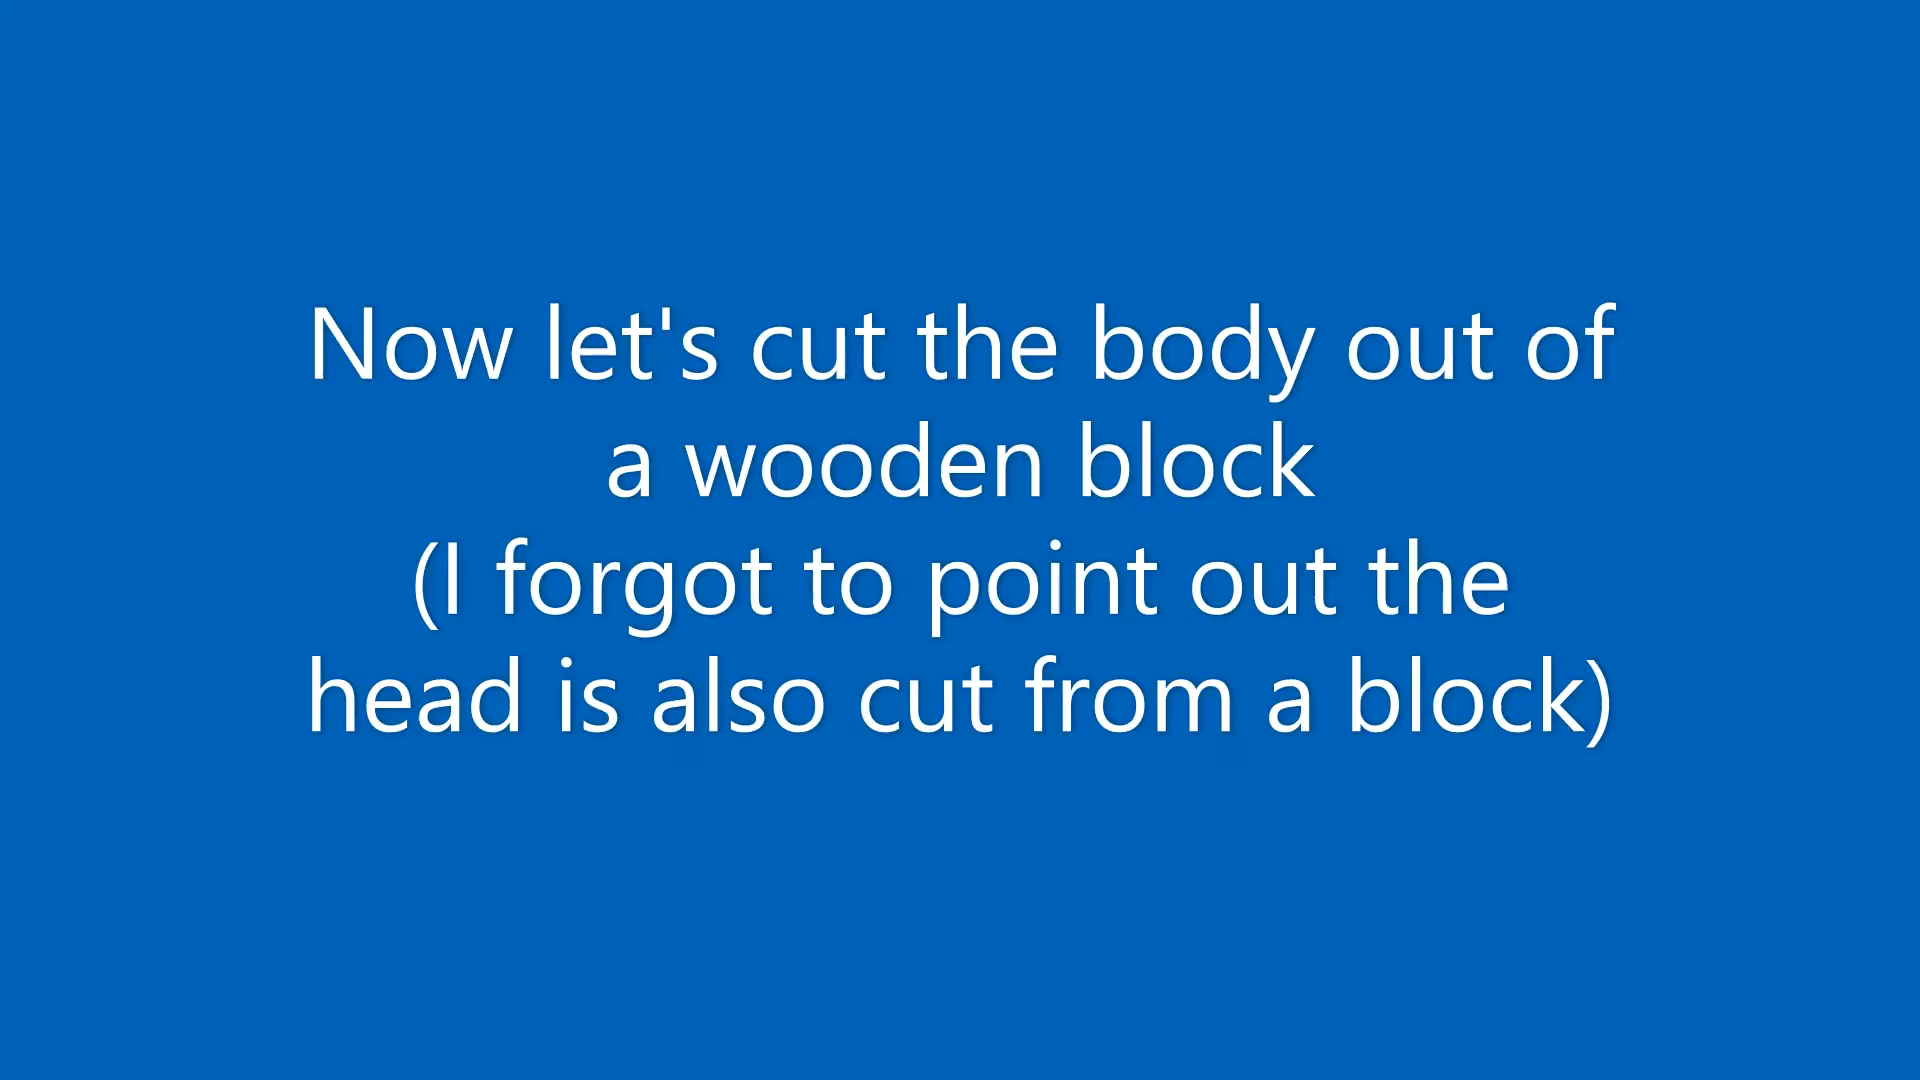 Now let's cut the body out of
a wooden block
(I forgot to point out the
head is also cut from a block)